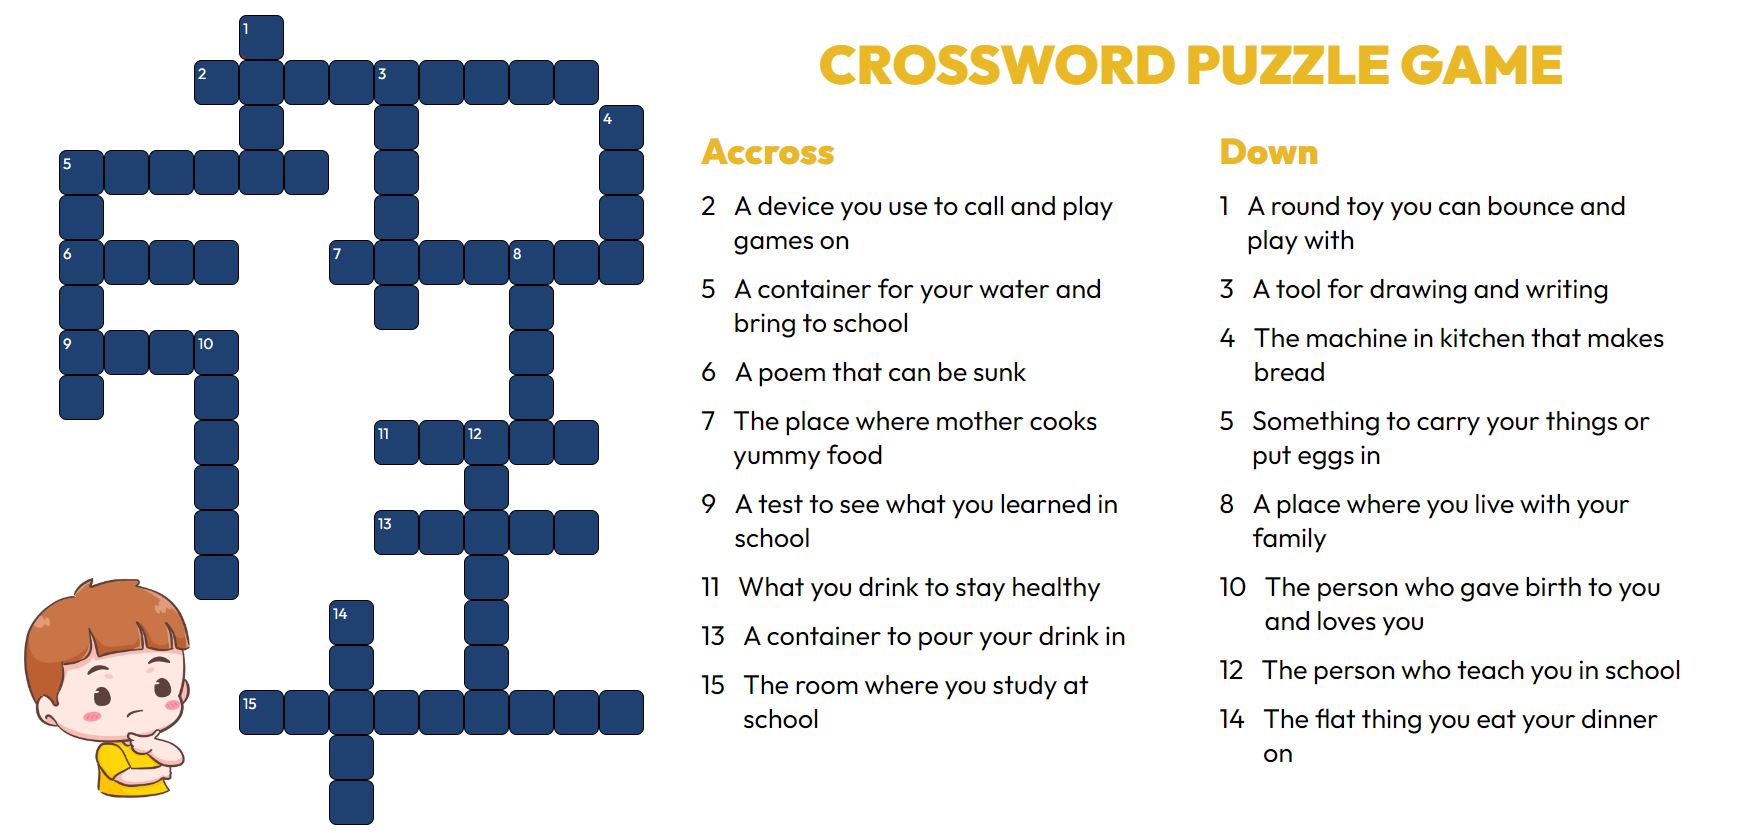 1
2
3
4
5
6
7
8
9
10
11
12
13
14
15
CROSSWORD PUZZLE GAME
Accross
2 A device you use to call and play
games on
5 A container for your water and
bring to school
6 A poem that can be sunk
7 The place where mother cooks
yummy food
9 A test to see what you learned in
school
11 What you drink to stay healthy
13 A container to pour your drink in
15 The room where you study at
school
Down
1 A round toy you can bounce and
play with
3 A tool for drawing and writing
4 The machine in kitchen that makes
bread
5 Something to carry your things or
put eggs in
8 A place where you live with your
family
10 The person who gave birth to you
and loves you
12 The person who teach you in school
14 The flat thing you eat your dinner
on